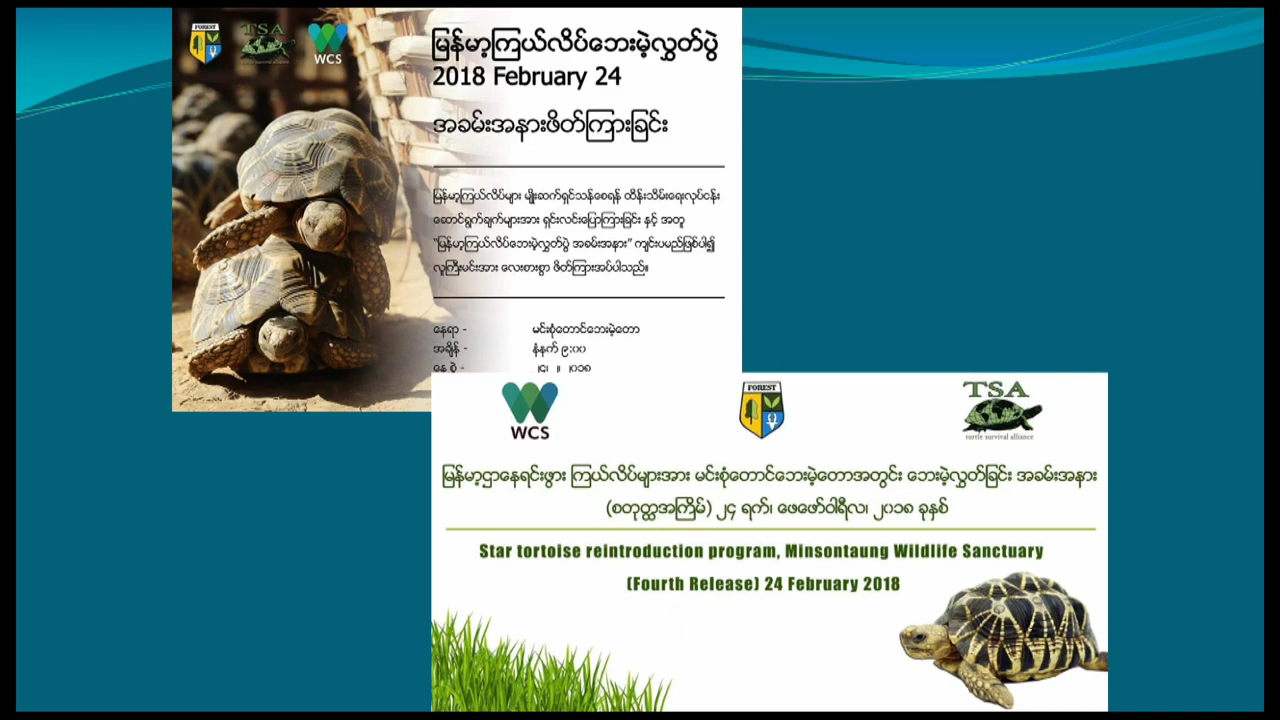 FOREST
TSA
turtle survival alliance
WCS
မြန်မာ့ကြယ်လိပ်ဘေးမဲ့လွှတ်ပွဲ
2018 February 24
အခမ်းအနားဖိတ်ကြားခြင်း
မြန်မာ့ကြယ်လိပ်များ မျိုးဆက်ရှင်သန်စေရန် ထိန်းသိမ်းရေးလုပ်ငန်း
ဆောင်ရွက်ချက်များအား ရှင်းလင်းပြောကြားခြင်း နှင့် အတူ
"မြန်မာ့ကြယ်လိပ်ဘေးမဲ့လွှတ်ပွဲ အခမ်းအနား" ကျင်းပမည်ဖြစ်ပါ၍
လူကြီးမင်းအား လေးစားစွာ ဖိတ်ကြားအပ်ပါသည်။
နေရာ - မင်းစုံတောင်ဘေးမဲ့တော
အချိန် - နံနက် ၉:၀၀
WCS
FOREST
TSA
turtle survival alliance
မြန်မာ့ဌာနေရင်းဖွား ကြယ်လိပ်များအား မင်းစုံတောင်ဘေးမဲ့တောအတွင်း ဘေးမဲ့လွှတ်ခြင်း အခမ်းအနား
(စတုတ္ထအကြိမ်) ၂၄ ရက်၊ ဖေဖော်ဝါရီလ၊ ၂၀၁၈ ခုနှစ်
Star tortoise reintroduction program, Minsontaung Wildlife Sanctuary
(Fourth Release) 24 February 2018